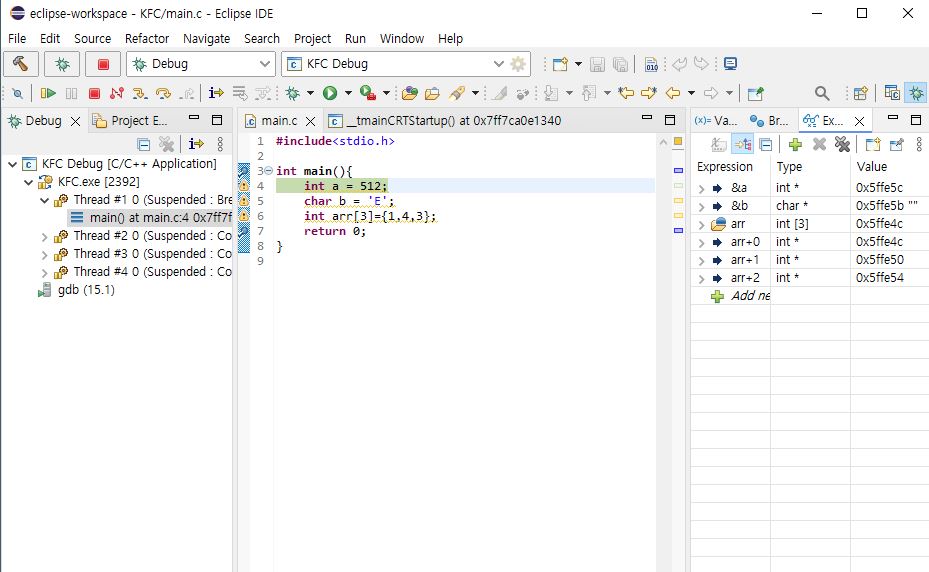 eclipse-workspace - KFC/main.c - Eclipse IDE
File Edit Source Refactor Navigate Search Project Run Window Help
Debug
KFC Debug
010
Debug
Project E...
main.c
__tmainCRTStartup() at 0x7ff7ca0e1340
(x)= Va...
Br...
Ex...
KFC Debug [C/C++ Application]
KFC.exe [2392]
Thread #1 0 (Suspended : Bre
main() at main.c:4 0x7ff7f
Thread #2 0 (Suspended : Co
Thread #3 0 (Suspended : Co
Thread #4 0 (Suspended : Co
gdb (15.1)
1 #include<stdio.h>
2
3 int main(){
4 int a = 512;
5 char b = 'E';
6 int arr[3]={1,4,3};
7 return 0;
8 }
9
Expression Type Value
&a int * 0x5ffe5c
&b char * 0x5ffe5b ""
arr int [3] 0x5ffe4c
arr+0 int * 0x5ffe4c
arr+1 int * 0x5ffe50
arr+2 int * 0x5ffe54
Add ne